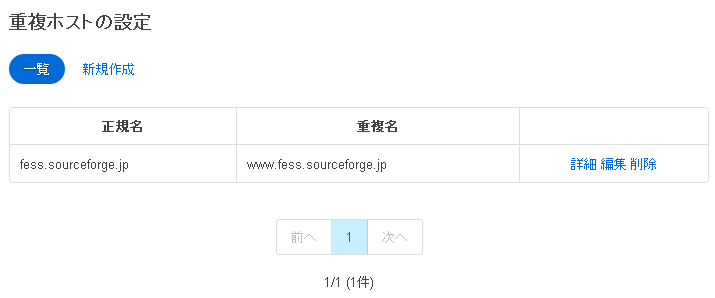 重複ホストの設定
一覧 新規作成
正規名 重複名
fess.sourceforge.jp www.fess.sourceforge.jp 詳細 編集 削除
前へ 1 次へ
1/1 (1件)